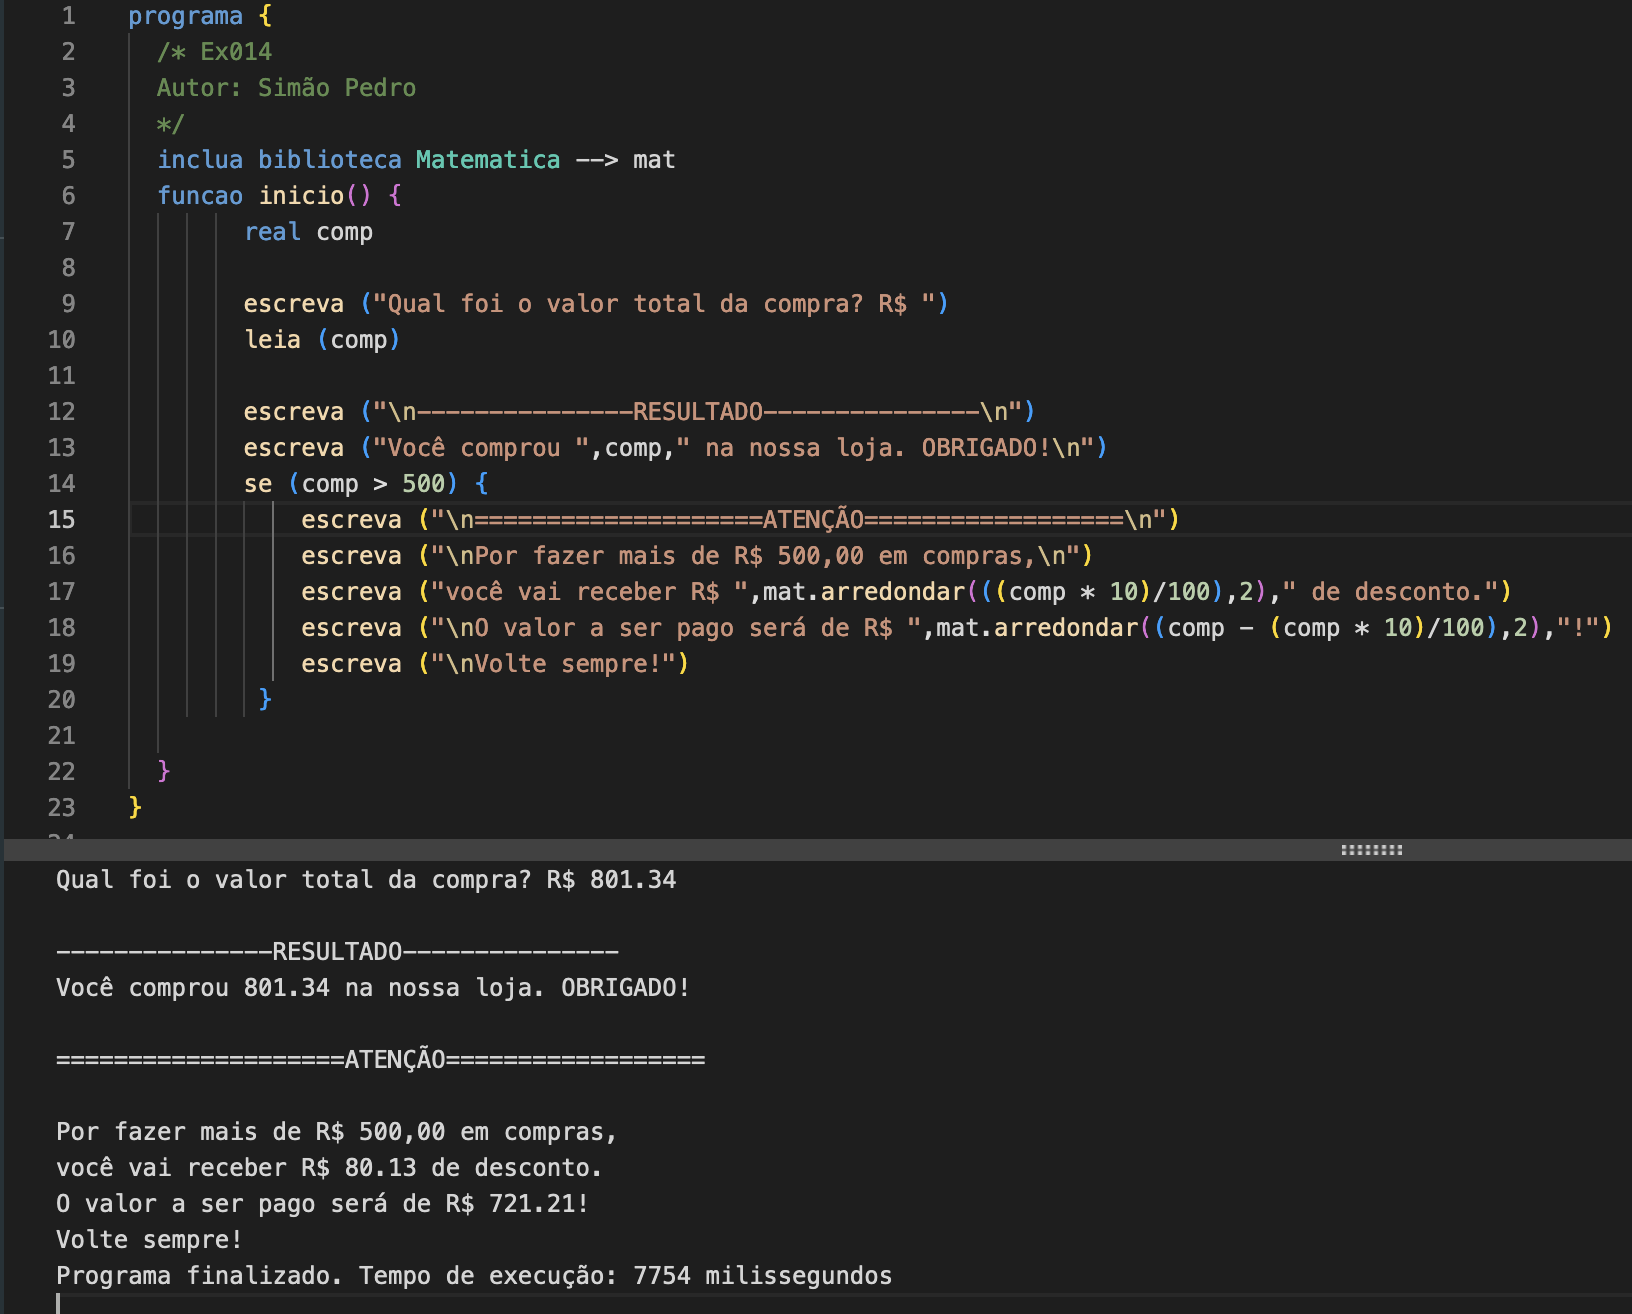 1 programa {
2 /* Ex014
3 Autor: Simão Pedro
4 */
5 inclua biblioteca Matematica --> mat
6 funcao inicio() {
7 real comp
8
9 escreva ("Qual foi o valor total da compra? R$ ")
10 leia (comp)
11
12 escreva ("\n---------------RESULTADO---------------\n")
13 escreva ("Você comprou ",comp," na nossa loja. OBRIGADO!\n")
14 se (comp > 500) {
15 escreva ("\n====================ATENÇÃO==================\n")
16 escreva ("\nPor fazer mais de R$ 500,00 em compras,\n")
17 escreva ("você vai receber R$ ",mat.arredondar(((comp * 10)/100),2)," de desconto.")
18 escreva ("\nO valor a ser pago será de R$ ",mat.arredondar((comp - (comp * 10)/100),2),"!")
19 escreva ("\nVolte sempre!")
20 }
21
22 }
23 }
24
Qual foi o valor total da compra? R$ 801.34
---------------RESULTADO---------------
Você comprou 801.34 na nossa loja. OBRIGADO!
====================ATENÇÃO==================
Por fazer mais de R$ 500,00 em compras,
você vai receber R$ 80.13 de desconto.
O valor a ser pago será de R$ 721.21!
Volte sempre!
Programa finalizado. Tempo de execução: 7754 milissegundos